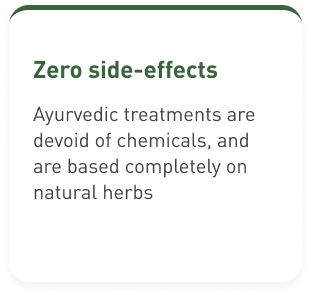 Zero side-effects
Ayurvedic treatments are
devoid of chemicals, and
are based completely on
natural herbs